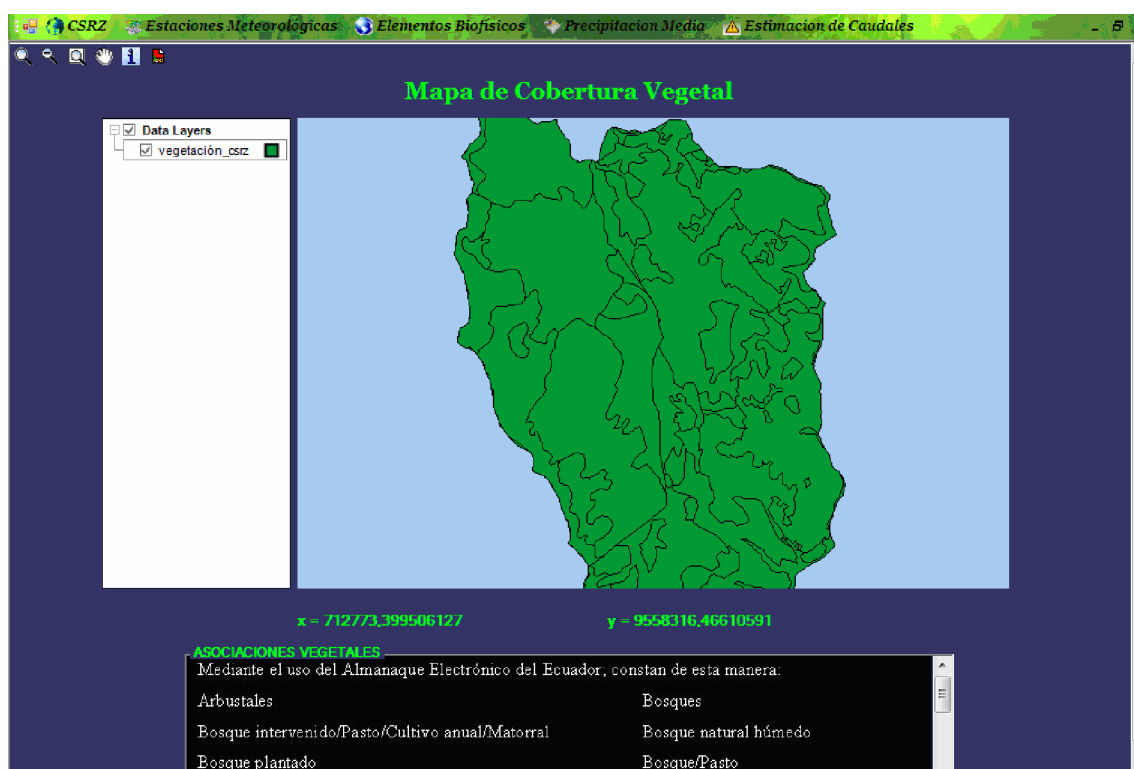 CSRZ Estaciones Meteorológicas Elementos Biofísicos Precipitacion Media Estimacion de Caudales
Mapa de Cobertura Vegetal
Data Layers
vegetación_csrz
x = 712773,399506127 y = 9558316,46610591
ASOCIACIONES VEGETALES
Mediante el uso del Almanaque Electrónico del Ecuador; constan de esta manera:
Arbustales Bosques
Bosque intervenido/Pasto/Cultivo anual/Matorral Bosque natural húmedo
Bosque plantado Bosque/Pasto